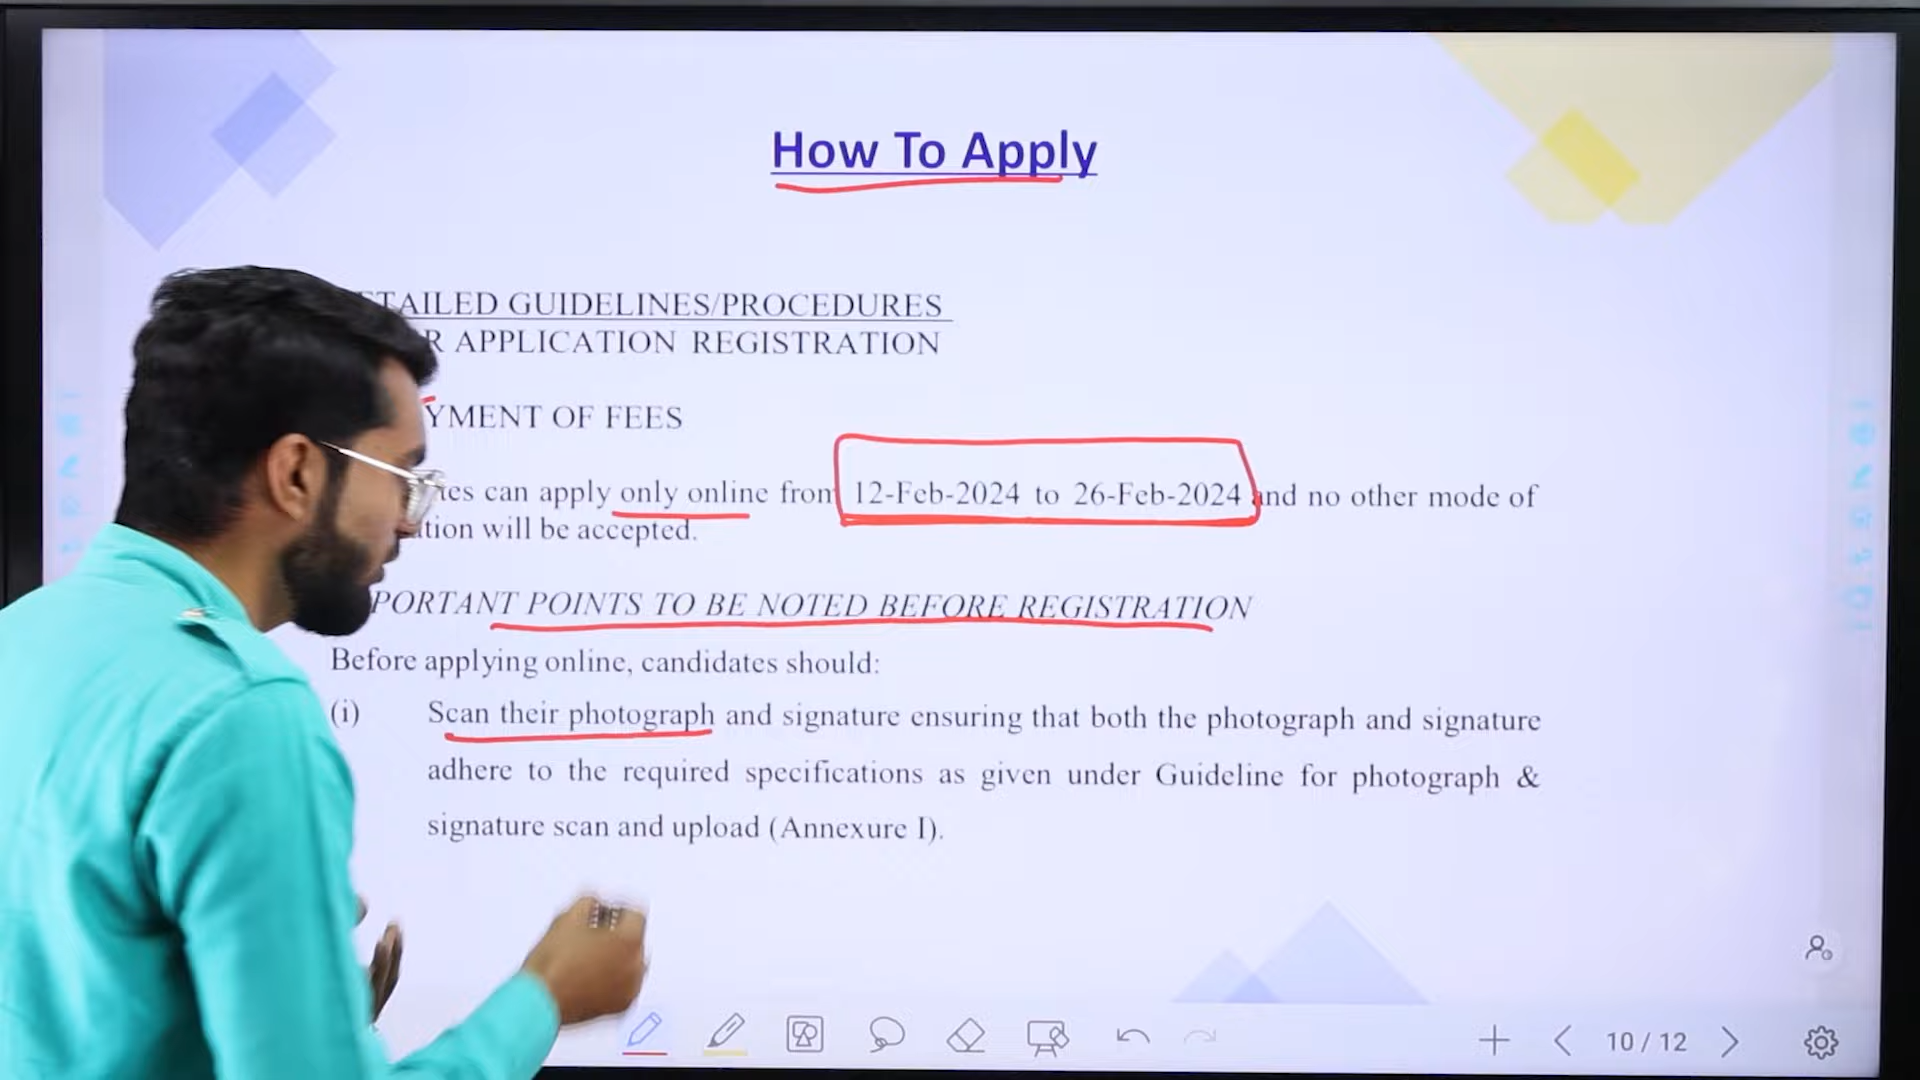 How To Apply
TAILED GUIDELINES/PROCEDURES
R APPLICATION REGISTRATION
YMENT OF FEES
tes can apply only online from 12-Feb-2024 to 26-Feb-2024 and no other mode of
tion will be accepted.
PORTANT POINTS TO BE NOTED BEFORE REGISTRATION
Before applying online, candidates should:
(i) Scan their photograph and signature ensuring that both the photograph and signature
adhere to the required specifications as given under Guideline for photograph &
signature scan and upload (Annexure I).
10 / 12